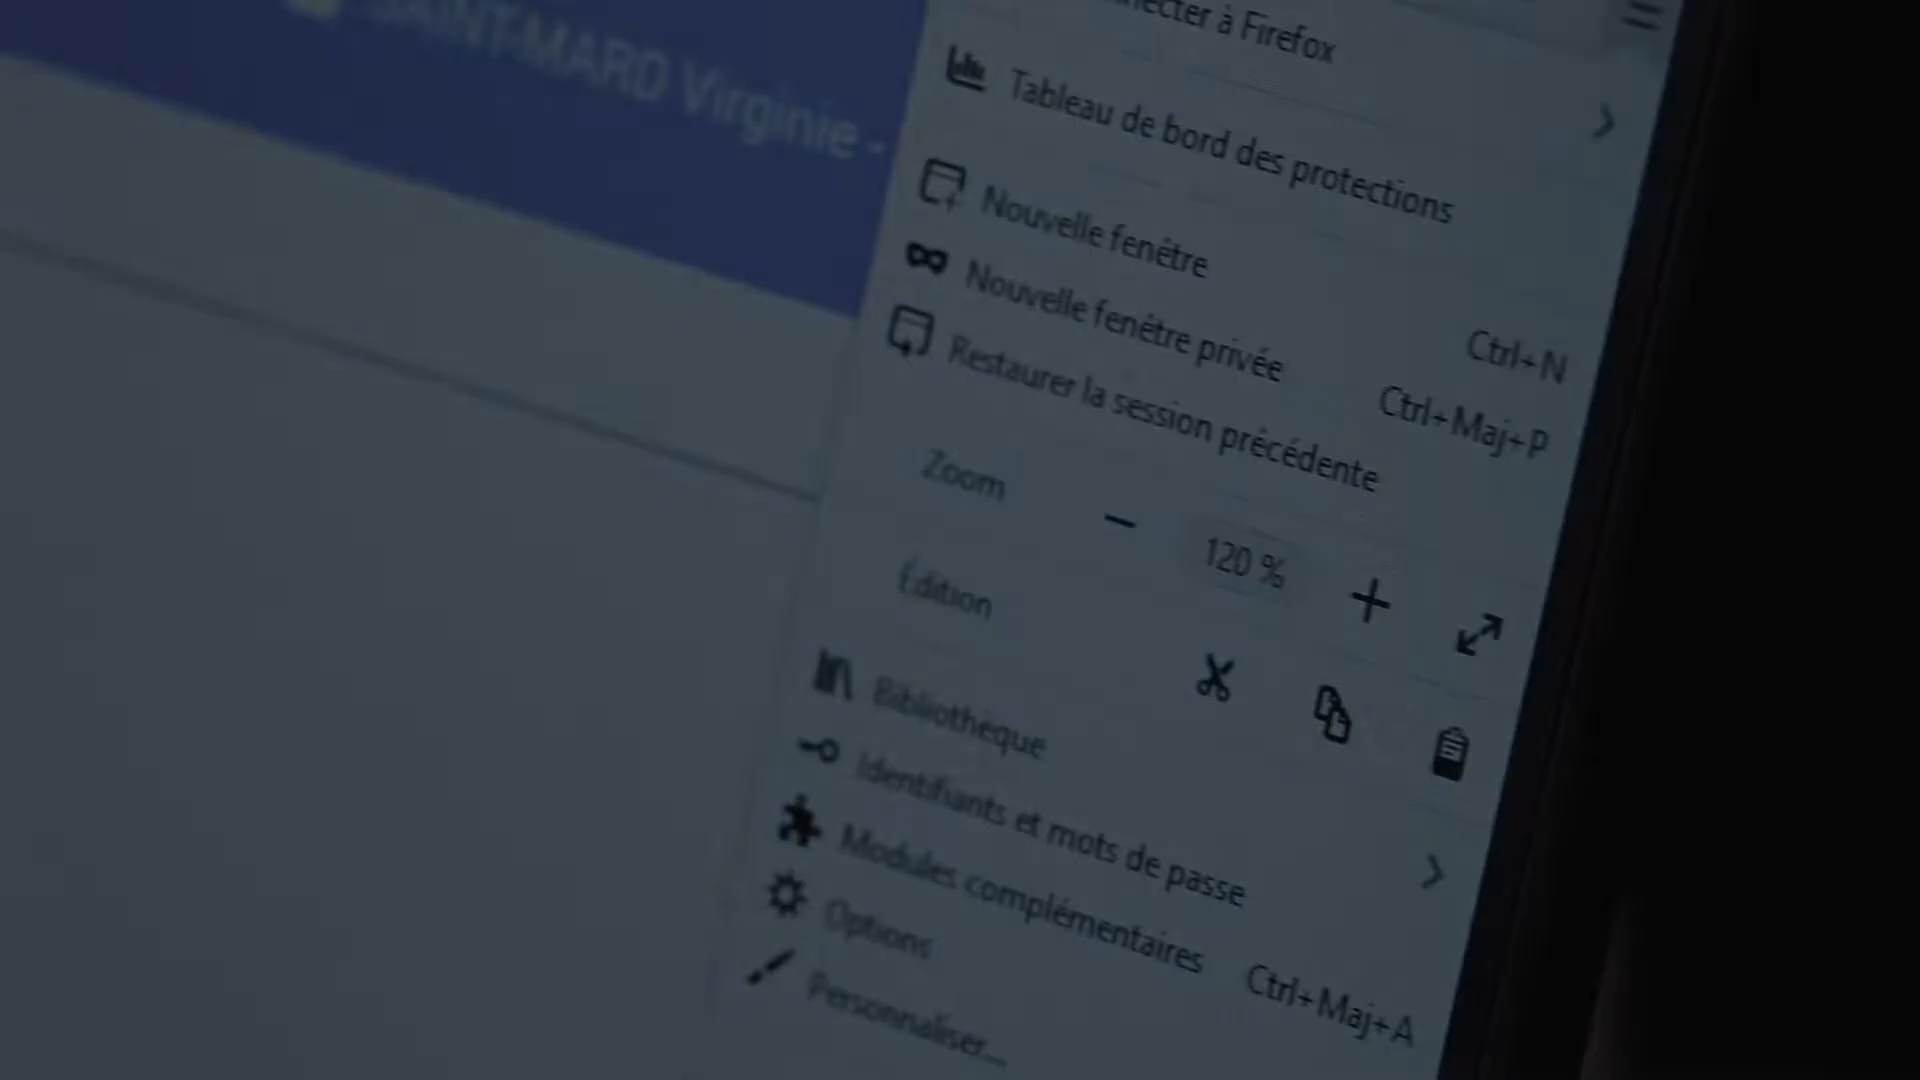 SAINT-MARD Virginie -
à Firefox
Tableau de bord des protections
Nouvelle fenêtre Ctrl+N
Nouvelle fenêtre privée Ctrl+Maj+P
Restaurer la session précédente
Zoom 120 %
Édition
Bibliothèque
Identifiants et mots de passe
Modules complémentaires Ctrl+Maj+A
Options
Personnaliser...